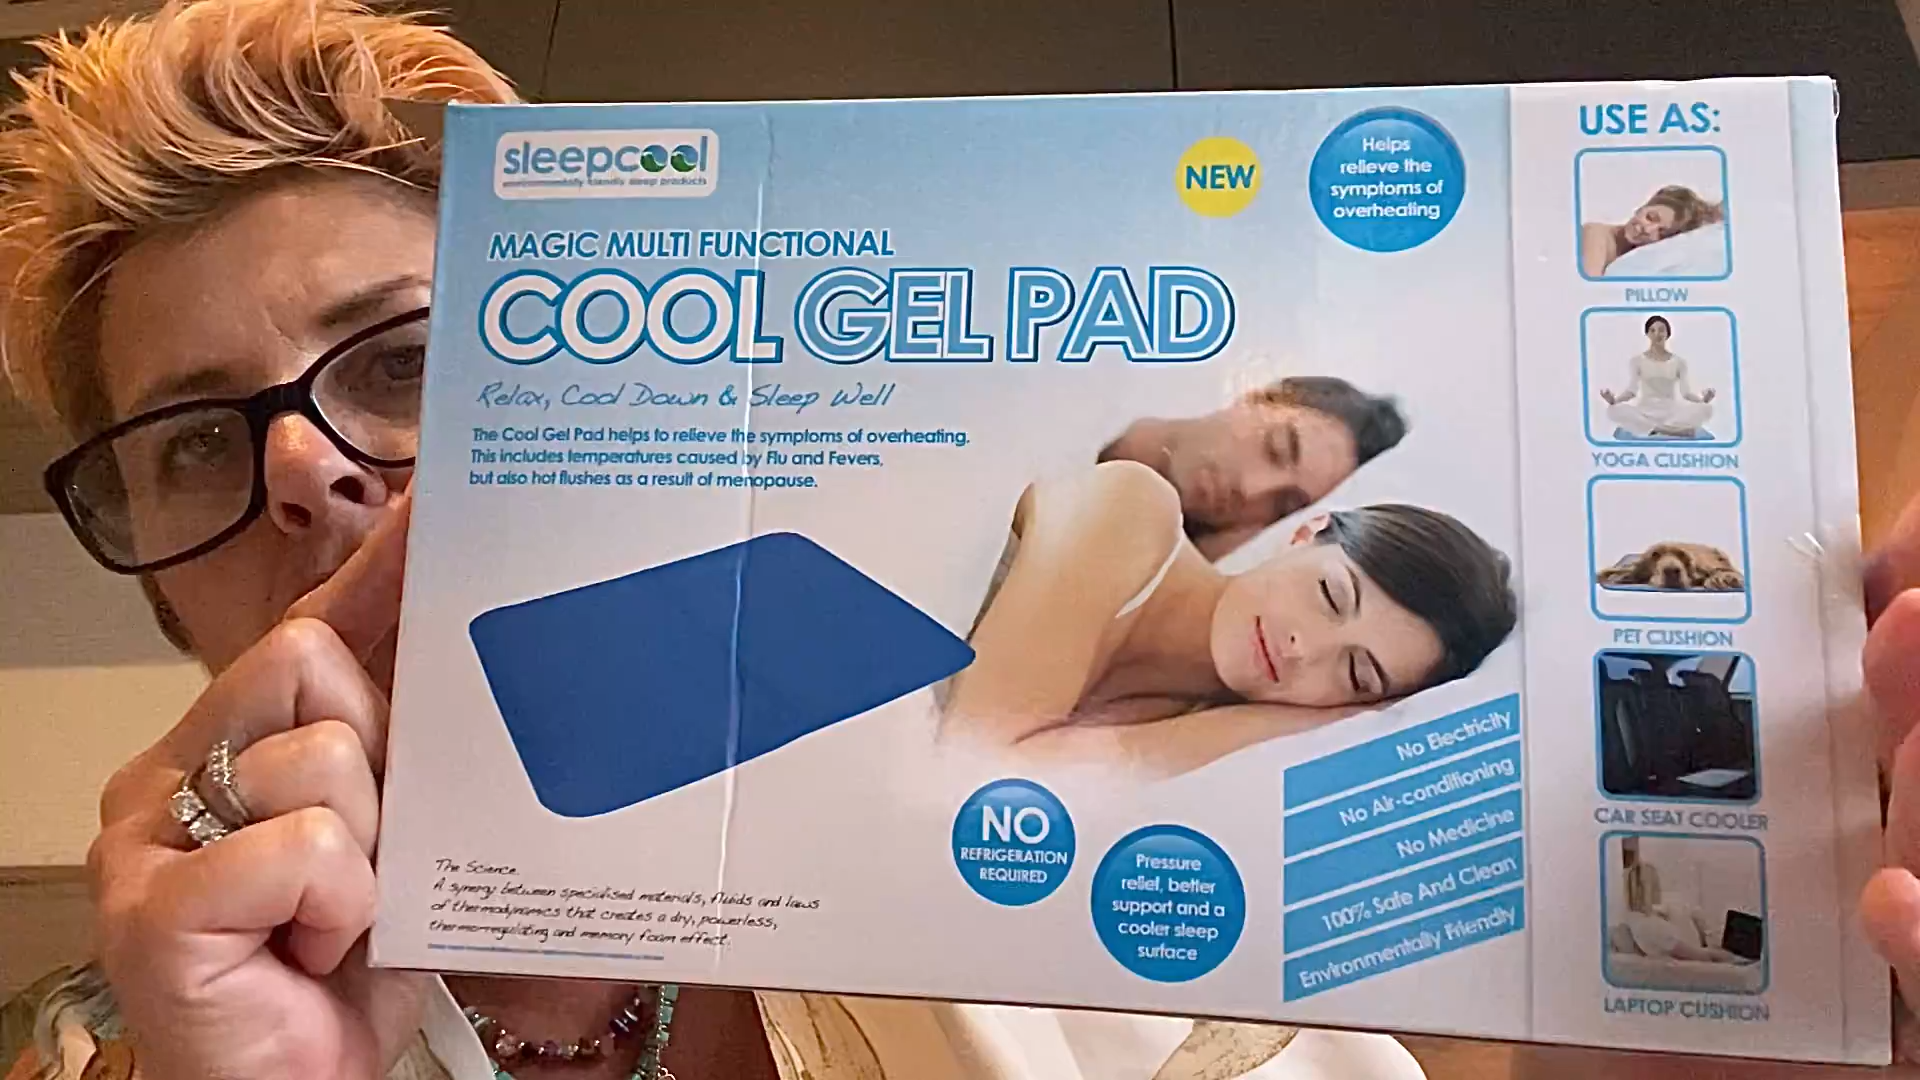 sleepcool
environmentally friendly sleep products
MAGIC MULTI FUNCTIONAL
COOL GEL PAD
Relax, Cool Down & Sleep Well
The Cool Gel Pad helps to relieve the symptoms of overheating.
This includes temperatures caused by Flu and Fevers,
but also hot flushes as a result of menopause.
NEW
Helps
relieve the
symptoms of
overheating
The Science
A synergy between specialised materials, fluids and laws
of thermodynamics that creates a dry, powerless,
thermo-regulating and memory foam effect.
NO
REFRIGERATION
REQUIRED
Pressure
relief, better
support and a
cooler sleep
surface
No Electricity
No Air-conditioning
No Medicine
100% Safe And Clean
Environmentally Friendly
USE AS:
PILLOW
YOGA CUSHION
PET CUSHION
CAR SEAT COOLER
LAPTOP CUSHION